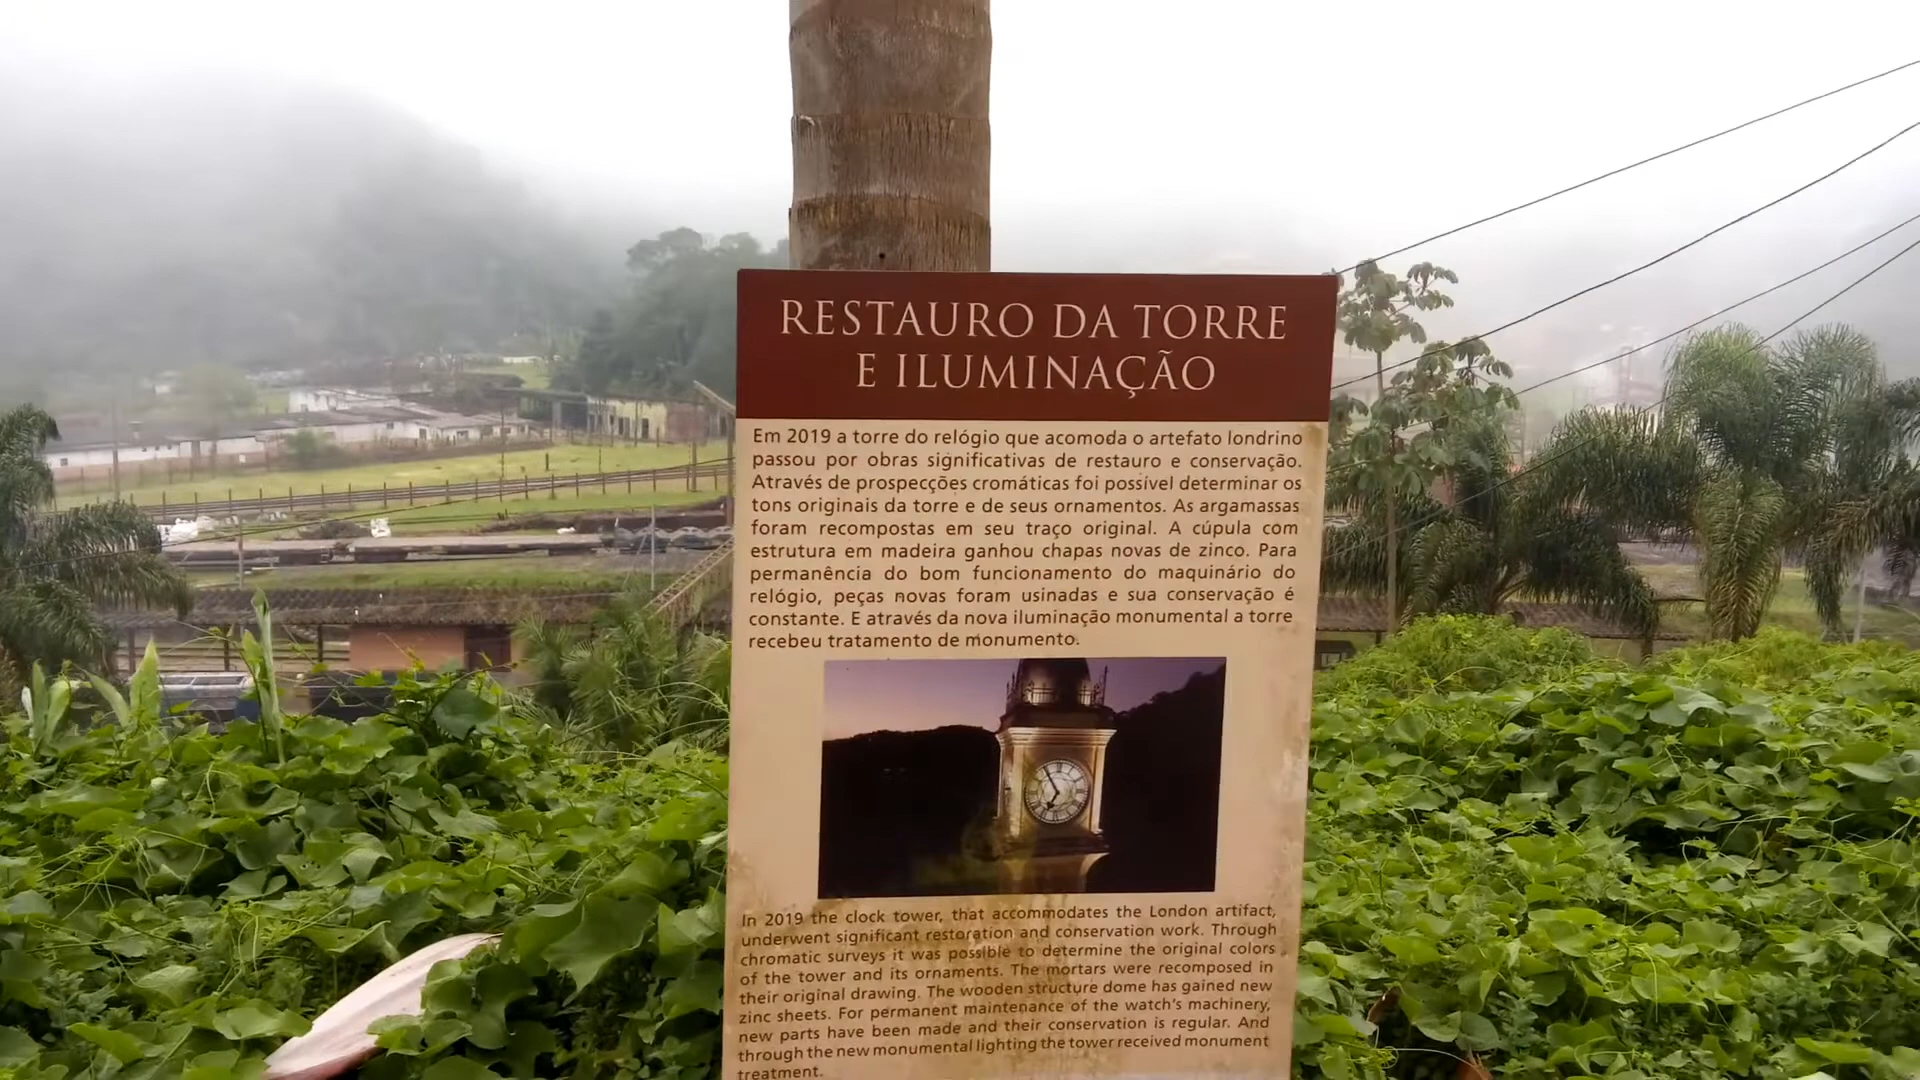 RESTAURO DA TORRE
E ILUMINAÇÃO
Em 2019 a torre do relógio que acomoda o artefato londrino
passou por obras significativas de restauro e conservação.
Através de prospecções cromáticas foi possível determinar os
tons originais da torre e de seus ornamentos. As argamassas
foram recompostas em seu traço original. A cúpula com
estrutura em madeira ganhou chapas novas de zinco. Para
permanência do bom funcionamento do maquinário do
relógio, peças novas foram usinadas e sua conservação é
constante. E através da nova iluminação monumental a torre
recebeu tratamento de monumento.
In 2019 the clock tower, that accommodates the London artifact,
underwent significant restoration and conservation work. Through
chromatic surveys it was possible to determine the original colors
of the tower and its ornaments. The mortars were recomposed in
their original drawing. The wooden structure dome has gained new
zinc sheets. For permanent maintenance of the watch's machinery,
new parts have been made and their conservation is regular. And
through the new monumental lighting the tower received monument
treatment.